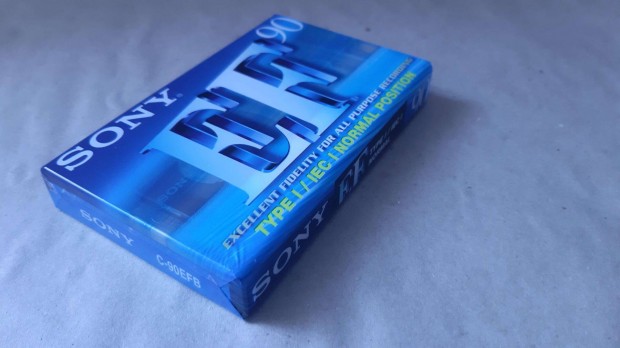 SONY®
EF 90
EXCELLENT FIDELITY FOR ALL PURPOSE RECORDING
TYPE I / IEC I NORMAL POSITION
SONY EF
SONY
C-90EFB